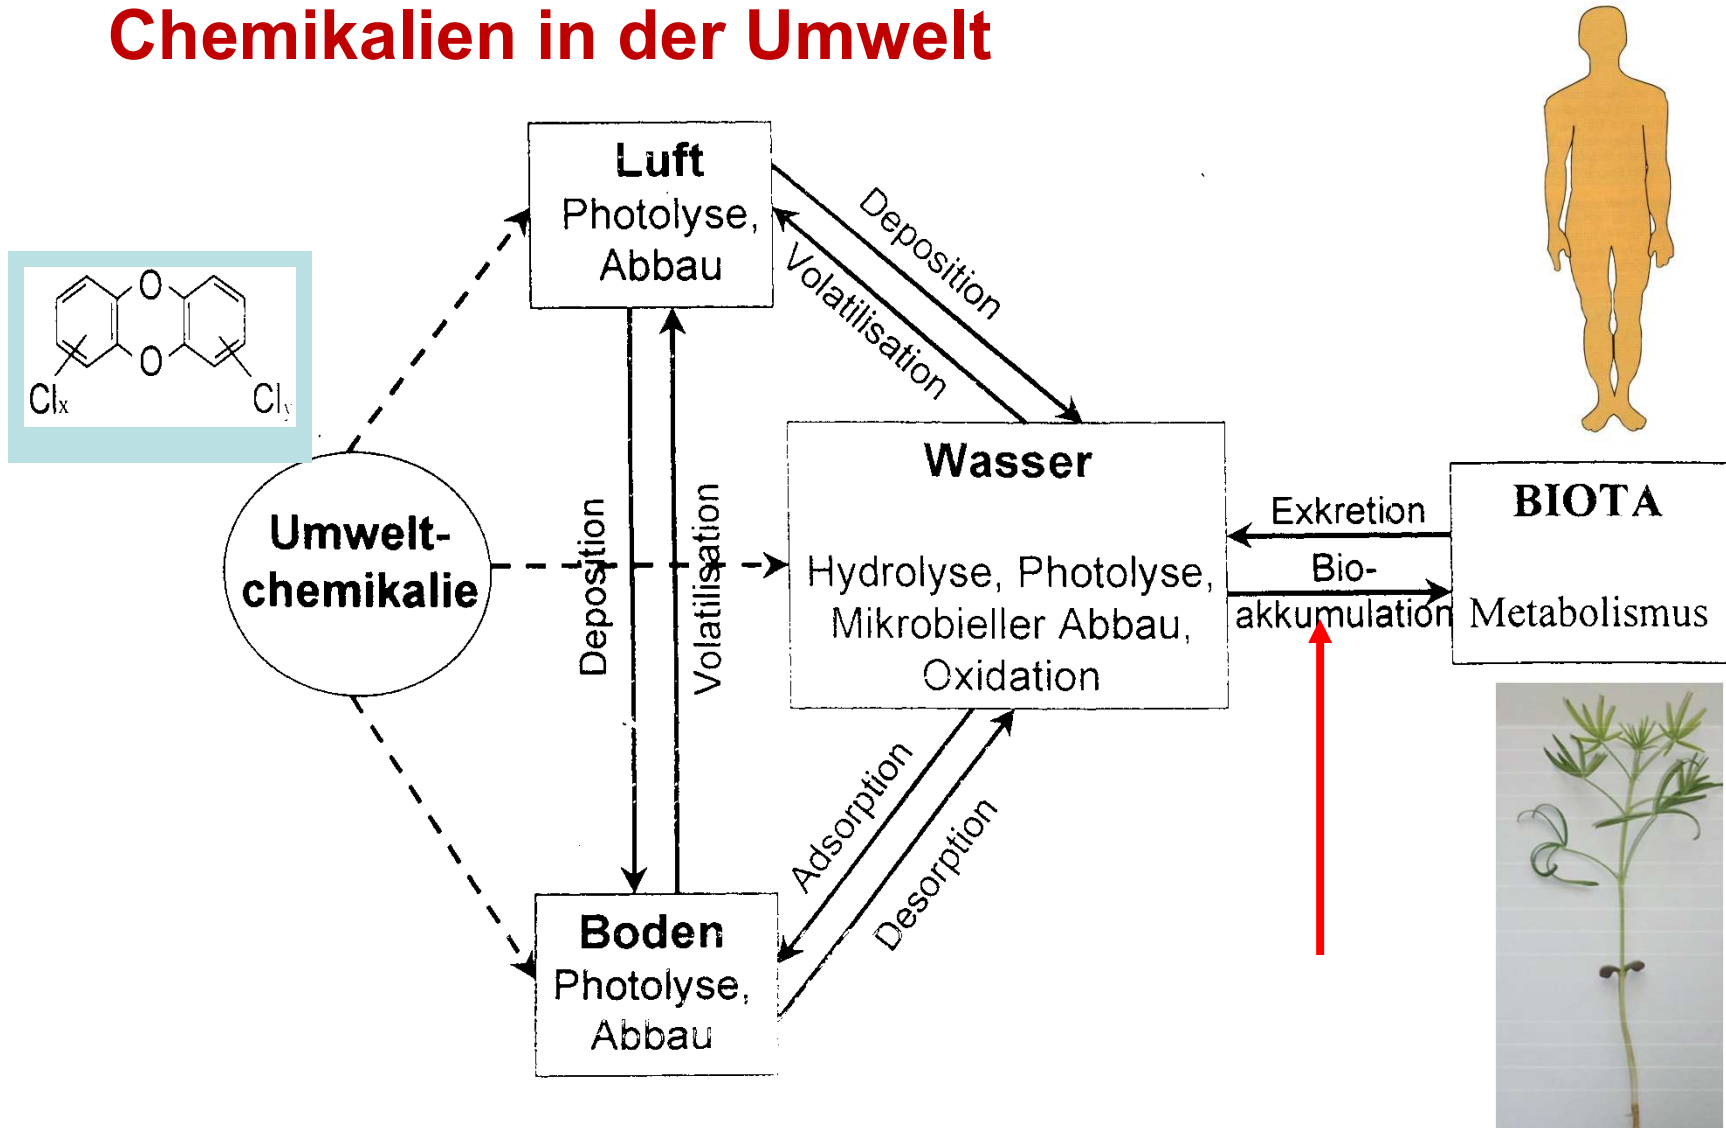 Chemikalien in der Umwelt
Luft
Photolyse,
Abbau
Deposition
Volatilisation
O
O
Clx
Cly
Umwelt-
chemikalie
Deposition
Volatilisation
Wasser
Hydrolyse, Photolyse,
Mikrobieller Abbau,
Oxidation
Exkretion
Bio-
akkumulation
BIOTA
Metabolismus
Adsorption
Desorption
Boden
Photolyse,
Abbau